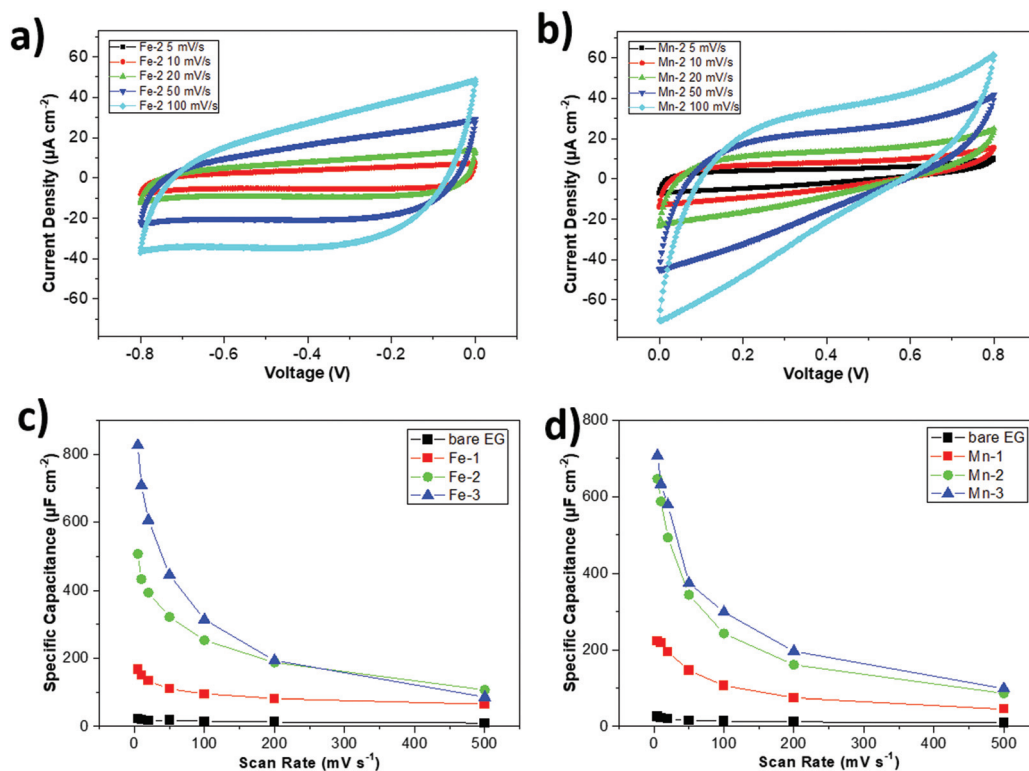 a)
Fe-2 5 mV/s
Fe-2 10 mV/s
Fe-2 20 mV/s
Fe-2 50 mV/s
Fe-2 100 mV/s
Current Density (µA cm⁻²)
60
40
20
0
-20
-40
-60
-0.8
-0.6
-0.4
-0.2
0.0
Voltage (V)
b)
Mn-2 5 mV/s
Mn-2 10 mV/s
Mn-2 20 mV/s
Mn-2 50 mV/s
Mn-2 100 mV/s
Current Density (µA cm⁻²)
60
40
20
0
-20
-40
-60
0.0
0.2
0.4
0.6
0.8
Voltage (V)
c)
bare EG
Fe-1
Fe-2
Fe-3
Specific Capacitance (µF cm⁻²)
800
600
400
200
0
0
100
200
300
400
500
Scan Rate (mV s⁻¹)
d)
bare EG
Mn-1
Mn-2
Mn-3
Specific Capacitance (µF cm⁻²)
800
600
400
200
0
0
100
200
300
400
500
Scan Rate (mV s⁻¹)